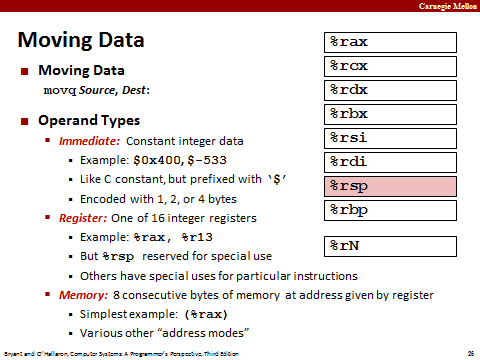 Carnegie Mellon
Moving Data
Moving Data
movq Source, Dest:
Operand Types
Immediate: Constant integer data
Example: $0x400, $-533
Like C constant, but prefixed with ‘$’
Encoded with 1, 2, or 4 bytes
Register: One of 16 integer registers
Example: %rax, %r13
But %rsp reserved for special use
Others have special uses for particular instructions
Memory: 8 consecutive bytes of memory at address given by register
Simplest example: (%rax)
Various other “address modes”
%rax
%rcx
%rdx
%rbx
%rsi
%rdi
%rsp
%rbp
%rN
Bryant and O’Hallaron, Computer Systems: A Programmer’s Perspective, Third Edition
26